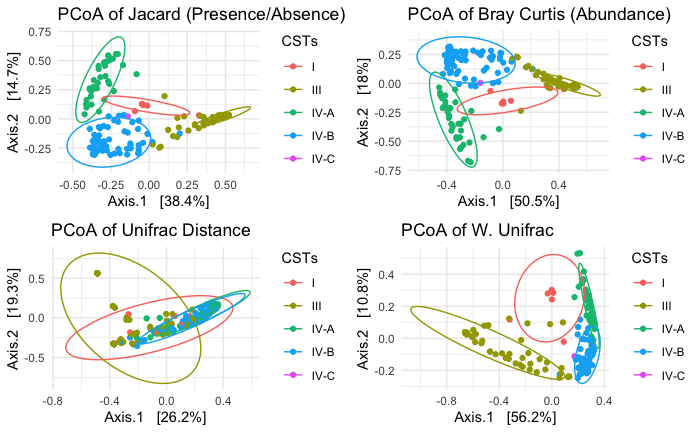 PCoA of Jacard (Presence/Absence)
0.75
0.50
0.25
0.00
-0.25
Axis.2 [14.7%]
-0.50 -0.25 0.00 0.25 0.50
Axis.1 [38.4%]
CSTs
I
III
IV-A
IV-B
IV-C
PCoA of Bray Curtis (Abundance)
0.25
0.00
-0.25
-0.50
-0.75
Axis.2 [18%]
-0.4 0.0 0.4
Axis.1 [50.5%]
CSTs
I
III
IV-A
IV-B
IV-C
PCoA of Unifrac Distance
0.5
0.0
-0.5
Axis.2 [19.3%]
-0.8 -0.4 0.0 0.4
Axis.1 [26.2%]
CSTs
I
III
IV-A
IV-B
IV-C
PCoA of W. Unifrac
0.4
0.2
0.0
-0.2
Axis.2 [10.8%]
-1.0 -0.5 0.0 0.4
Axis.1 [56.2%]
CSTs
I
III
IV-A
IV-B
IV-C